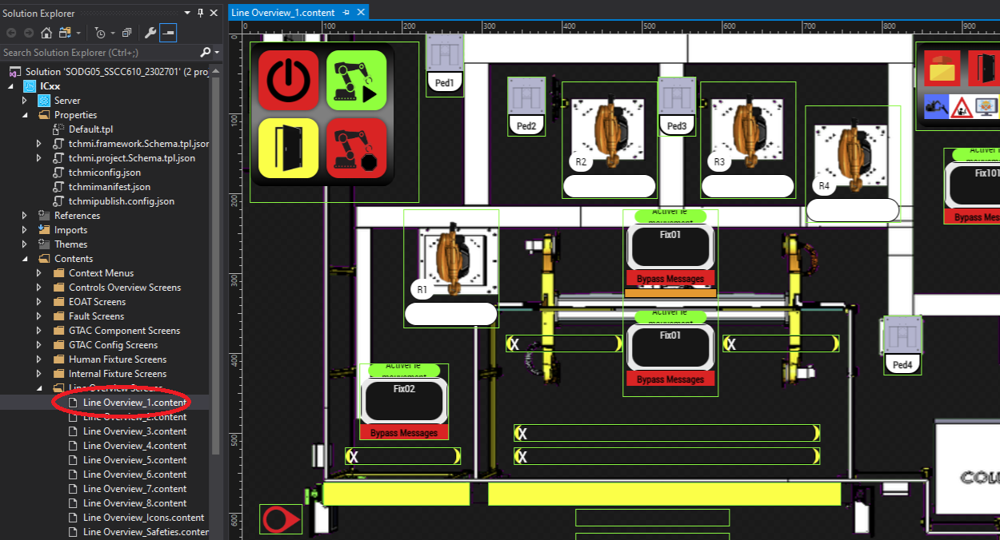 Solution Explorer
Search Solution Explorer (Ctrl+;)
Solution 'SODG05_SSCC610_2302701' (2 proj
ICxx
Server
Properties
Default.tpl
tchmi.framework.Schema.tpl.json
tchmi.project.Schema.tpl.json
tchmiconfig.json
tchmimanifest.json
tchmipublish.config.json
References
Imports
Themes
Contents
Context Menus
Controls Overview Screens
EOAT Screens
Fault Screens
GTAC Component Screens
GTAC Config Screens
Human Fixture Screens
Internal Fixture Screens
Line Overview Screens
Line Overview_1.content
Line Overview_2.content
Line Overview_3.content
Line Overview_4.content
Line Overview_5.content
Line Overview_6.content
Line Overview_7.content
Line Overview_8.content
Line Overview_Icons.content
Line Overview_Safeties.conten
Line Overview_1.content
0 100 200 300 400 500 600 700 800 900
0
100
200
300
400
500
600
Ped1
Ped2
Ped3
R2
R3
R4
Activer le
mouvement
Fix101
Bypass Mess
Activer le
mouvement
Fix01
Bypass Messages
R1
Activer le
mouvement
Fix01
Bypass Messages
X
X
Ped4
Activer le
mouvement
Fix02
Bypass Messages
X
X
X
COU